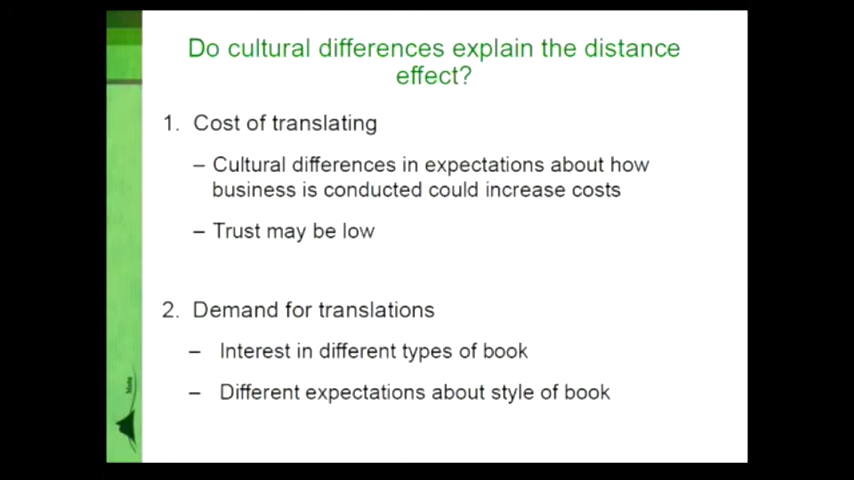 Do cultural differences explain the distance
effect?
1. Cost of translating
– Cultural differences in expectations about how
business is conducted could increase costs
– Trust may be low
2. Demand for translations
– Interest in different types of book
– Different expectations about style of book